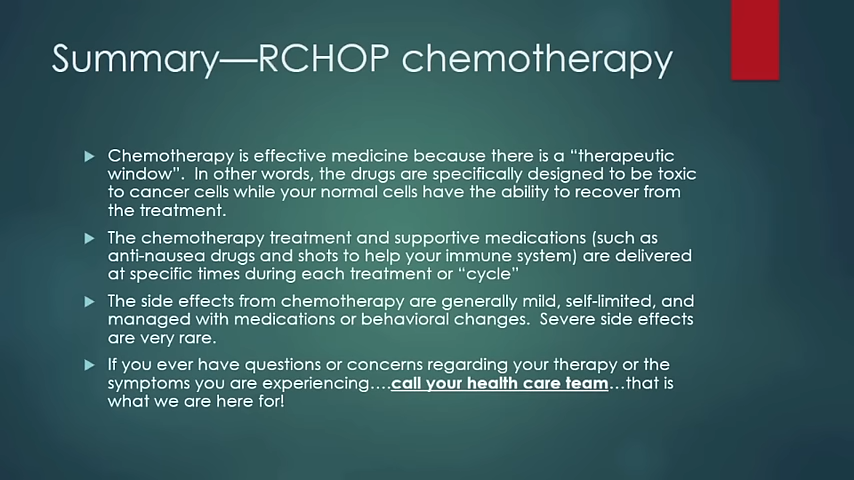 Summary—RCHOP chemotherapy
Chemotherapy is effective medicine because there is a “therapeutic
window”.  In other words, the drugs are specifically designed to be toxic
to cancer cells while your normal cells have the ability to recover from
the treatment.
The chemotherapy treatment and supportive medications (such as
anti-nausea drugs and shots to help your immune system) are delivered
at specific times during each treatment or “cycle”
The side effects from chemotherapy are generally mild, self-limited, and
managed with medications or behavioral changes.  Severe side effects
are very rare.
If you ever have questions or concerns regarding your therapy or the
symptoms you are experiencing….call your health care team…that is
what we are here for!